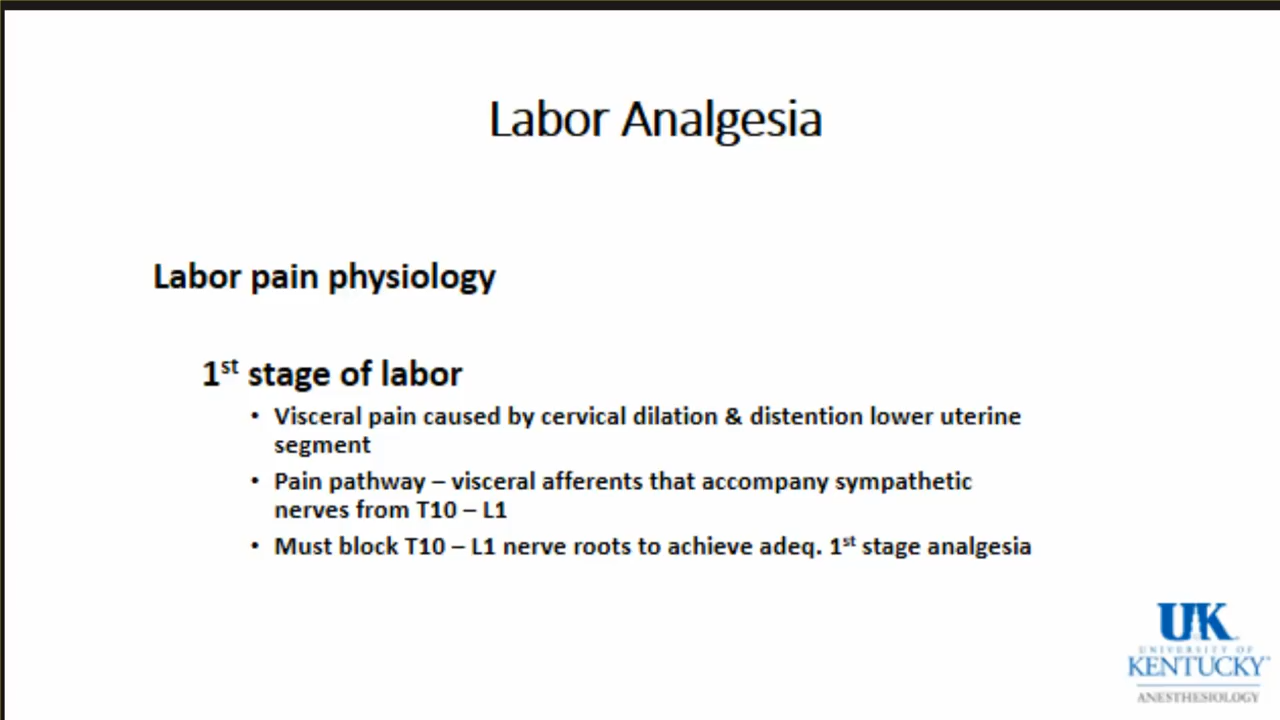 Labor Analgesia
Labor pain physiology
1st stage of labor
• Visceral pain caused by cervical dilation & distention lower uterine
segment
• Pain pathway – visceral afferents that accompany sympathetic
nerves from T10 – L1
• Must block T10 – L1 nerve roots to achieve adeq. 1st stage analgesia
UK
UNIVERSITY OF
KENTUCKY
ANESTHESIOLOGY